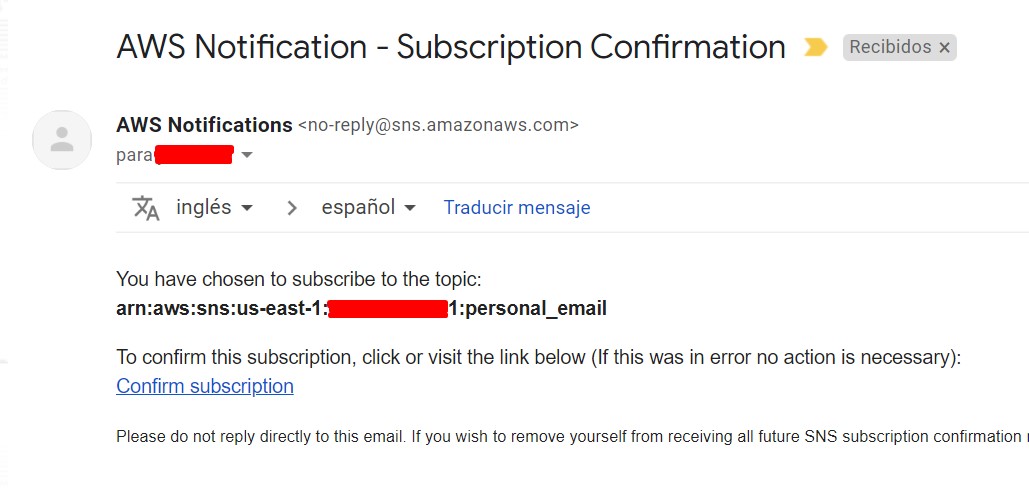 AWS Notification - Subscription Confirmation Recibidos ×
AWS Notifications <no-reply@sns.amazonaws.com>
para
inglés > español Traducir mensaje
You have chosen to subscribe to the topic:
arn:aws:sns:us-east-1: 1:personal_email
To confirm this subscription, click or visit the link below (If this was in error no action is necessary):
Confirm subscription
Please do not reply directly to this email. If you wish to remove yourself from receiving all future SNS subscription confirmation